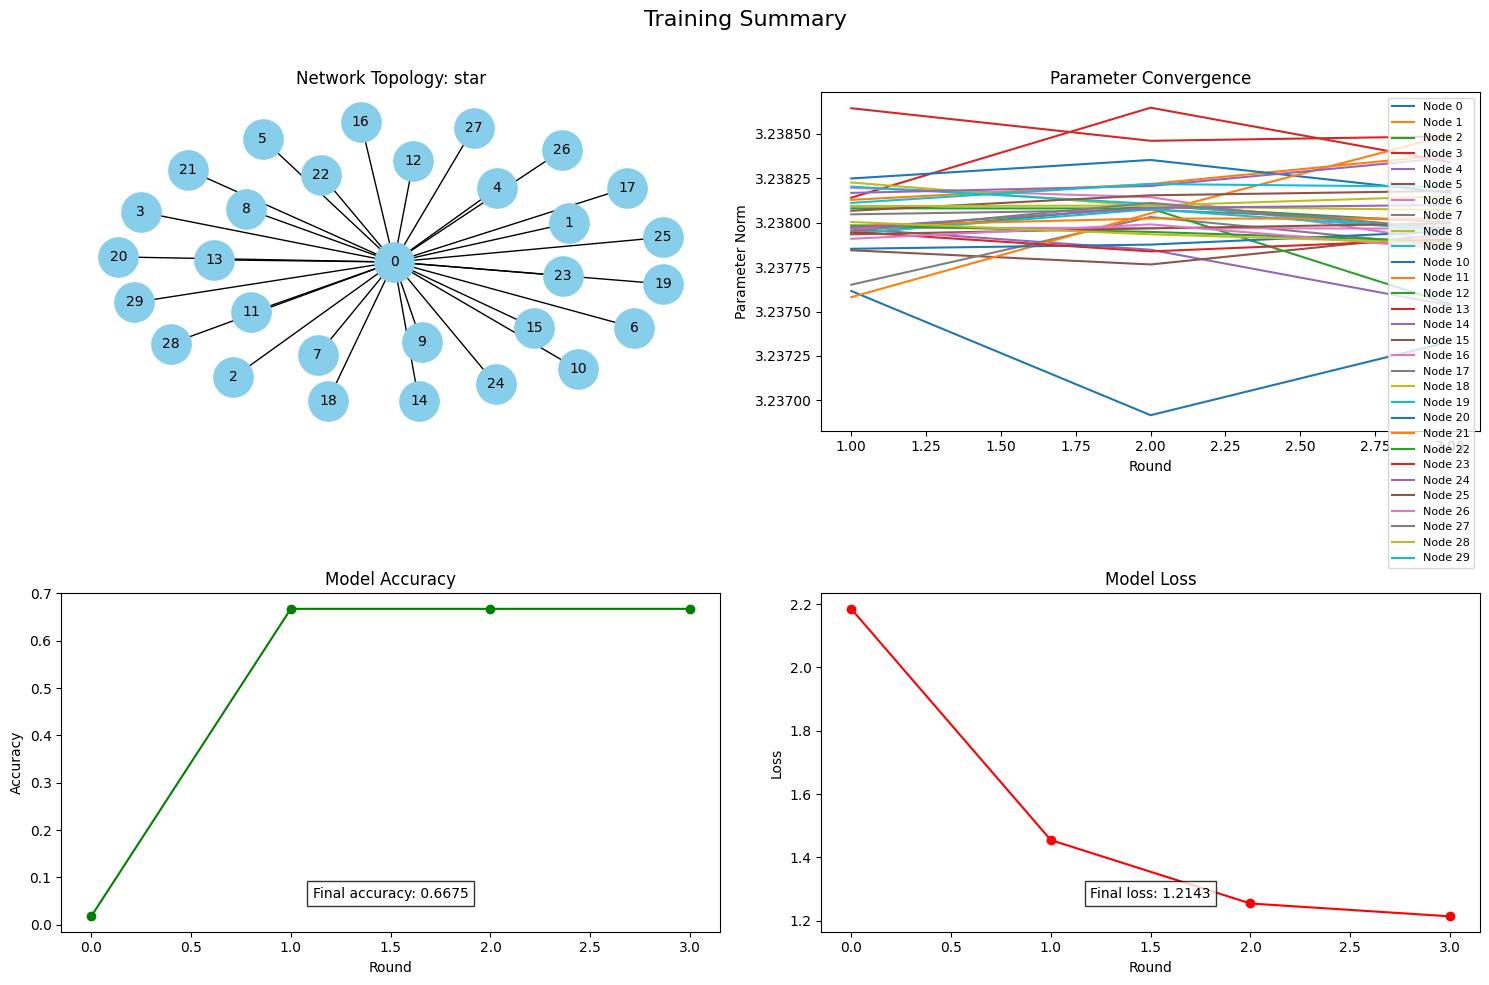 Training Summary
Network Topology: star
16
27
5
26
12
21
22
4
17
3
8
1
25
20
13
0
23
19
29
11
28
15
6
9
7
10
2
24
18
14
Parameter Convergence
Parameter Norm
3.23850
3.23825
3.23800
3.23775
3.23750
3.23725
3.23700
1.00 1.25 1.50 1.75 2.00 2.25 2.50 2.75 3.00
Round
Node 0
Node 1
Node 2
Node 3
Node 4
Node 5
Node 6
Node 7
Node 8
Node 9
Node 10
Node 11
Node 12
Node 13
Node 14
Node 15
Node 16
Node 17
Node 18
Node 19
Node 20
Node 21
Node 22
Node 23
Node 24
Node 25
Node 26
Node 27
Node 28
Node 29
Model Accuracy
Accuracy
0.7
0.6
0.5
0.4
0.3
0.2
0.1
0.0
Final accuracy: 0.6675
0.0 0.5 1.0 1.5 2.0 2.5 3.0
Round
Model Loss
Loss
2.2
2.0
1.8
1.6
1.4
1.2
Final loss: 1.2143
0.0 0.5 1.0 1.5 2.0 2.5 3.0
Round